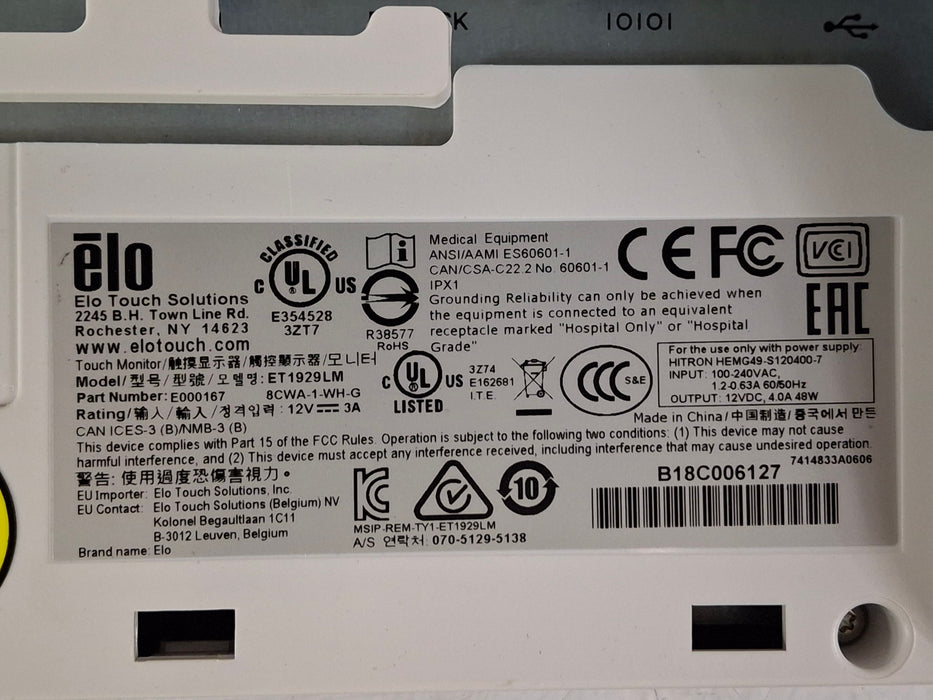 IOIOI
ēlo
Elo Touch Solutions
2245 B.H. Town Line Rd.
Rochester, NY 14623
www.elotouch.com
CLASSIFIED
C UL US
®
E354528
3ZT7
i
R38577
RoHS
Medical Equipment
ANSI/AAMI ES60601-1
CAN/CSA-C22.2 No. 60601-1
IPX1
Grounding Reliability can only be achieved when
the equipment is connected to an equivalent
receptacle marked "Hospital Only" or "Hospital
Grade"
CE FC VCCI
EAC
Touch Monitor/触摸显示器/觸控顯示器/모니터
Model/型号/型號/모델명: ET1929LM
Part Number: E000167 8CWA-1-WH-G
Rating/输入/輸入/정격입력: 12V 3A
CAN ICES-3 (B)/NMB-3 (B)
C UL US
®
LISTED
3Z74
E162681
I.T.E.
CCC S&E
For the use only with power supply:
HITRON HEMG49-S120400-7
INPUT: 100-240VAC,
1.2-0.63A 60/50Hz
OUTPUT: 12VDC, 4.0A 48W
Made in China/中国制造/중국에서 만든
This device complies with Part 15 of the FCC Rules. Operation is subject to the following two conditions: (1) This device may not cause
harmful interference, and (2) This device must accept any interference received, including interference that may cause undesired operation.
7414833A0606
警告: 使用過度恐傷害視力。
EU Importer: Elo Touch Solutions, Inc.
EU Contact: Elo Touch Solutions (Belgium) NV
Kolonel Begaultlaan 1C11
B-3012 Leuven, Belgium
Brand name: Elo
KC
10
MSIP-REM-TY1-ET1929LM
A/S 연락처: 070-5129-5138
B18C006127